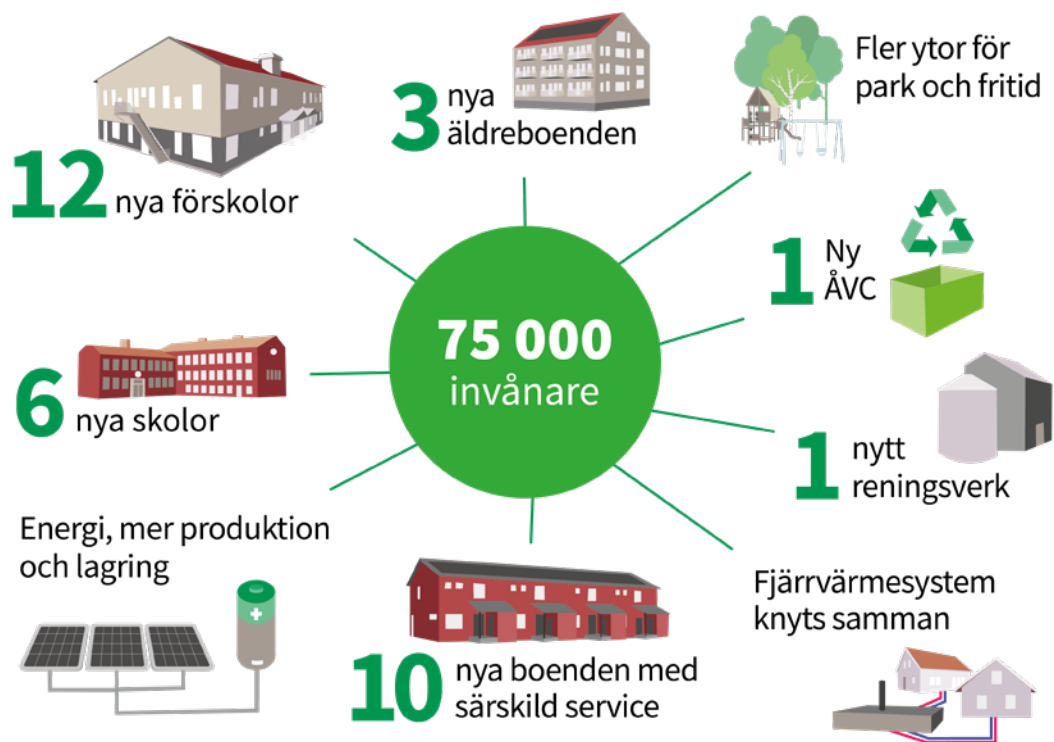 12 nya förskolor
3 nya
äldreboenden
Fler ytor för
park och fritid
1 Ny
ÅVC
75 000
invånare
6 nya skolor
1 nytt
reningsverk
Energi, mer produktion
och lagring
10 nya boenden med
särskild service
Fjärrvärmesystem
knyts samman